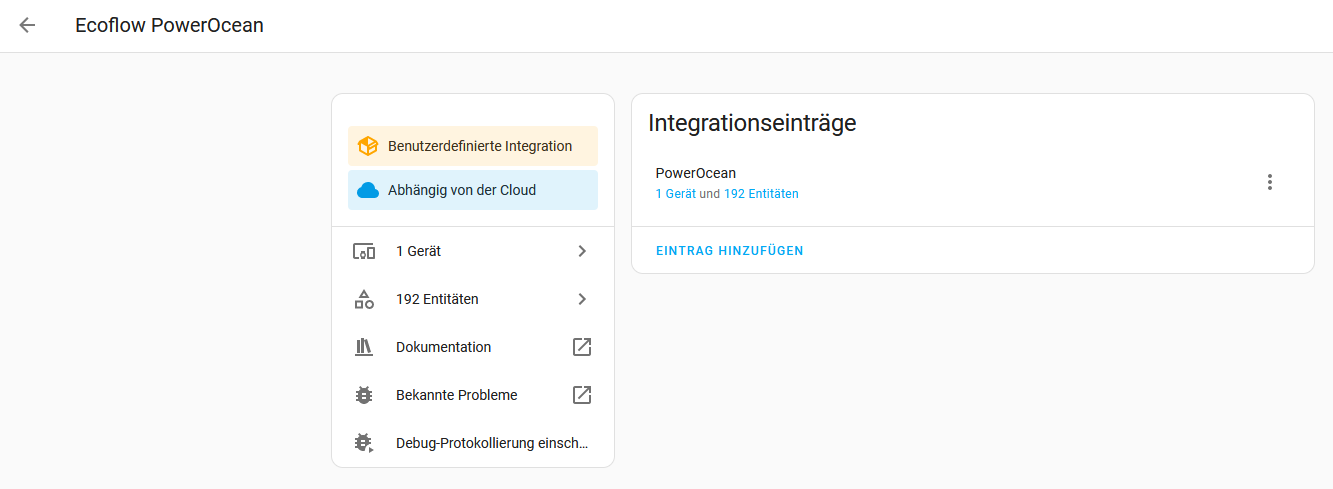 Ecoflow PowerOcean
Benutzerdefinierte Integration
Abhängig von der Cloud
1 Gerät
192 Entitäten
Dokumentation
Bekannte Probleme
Debug-Protokollierung einsch...
Integrationseinträge
PowerOcean
1 Gerät und 192 Entitäten
EINTRAG HINZUFÜGEN